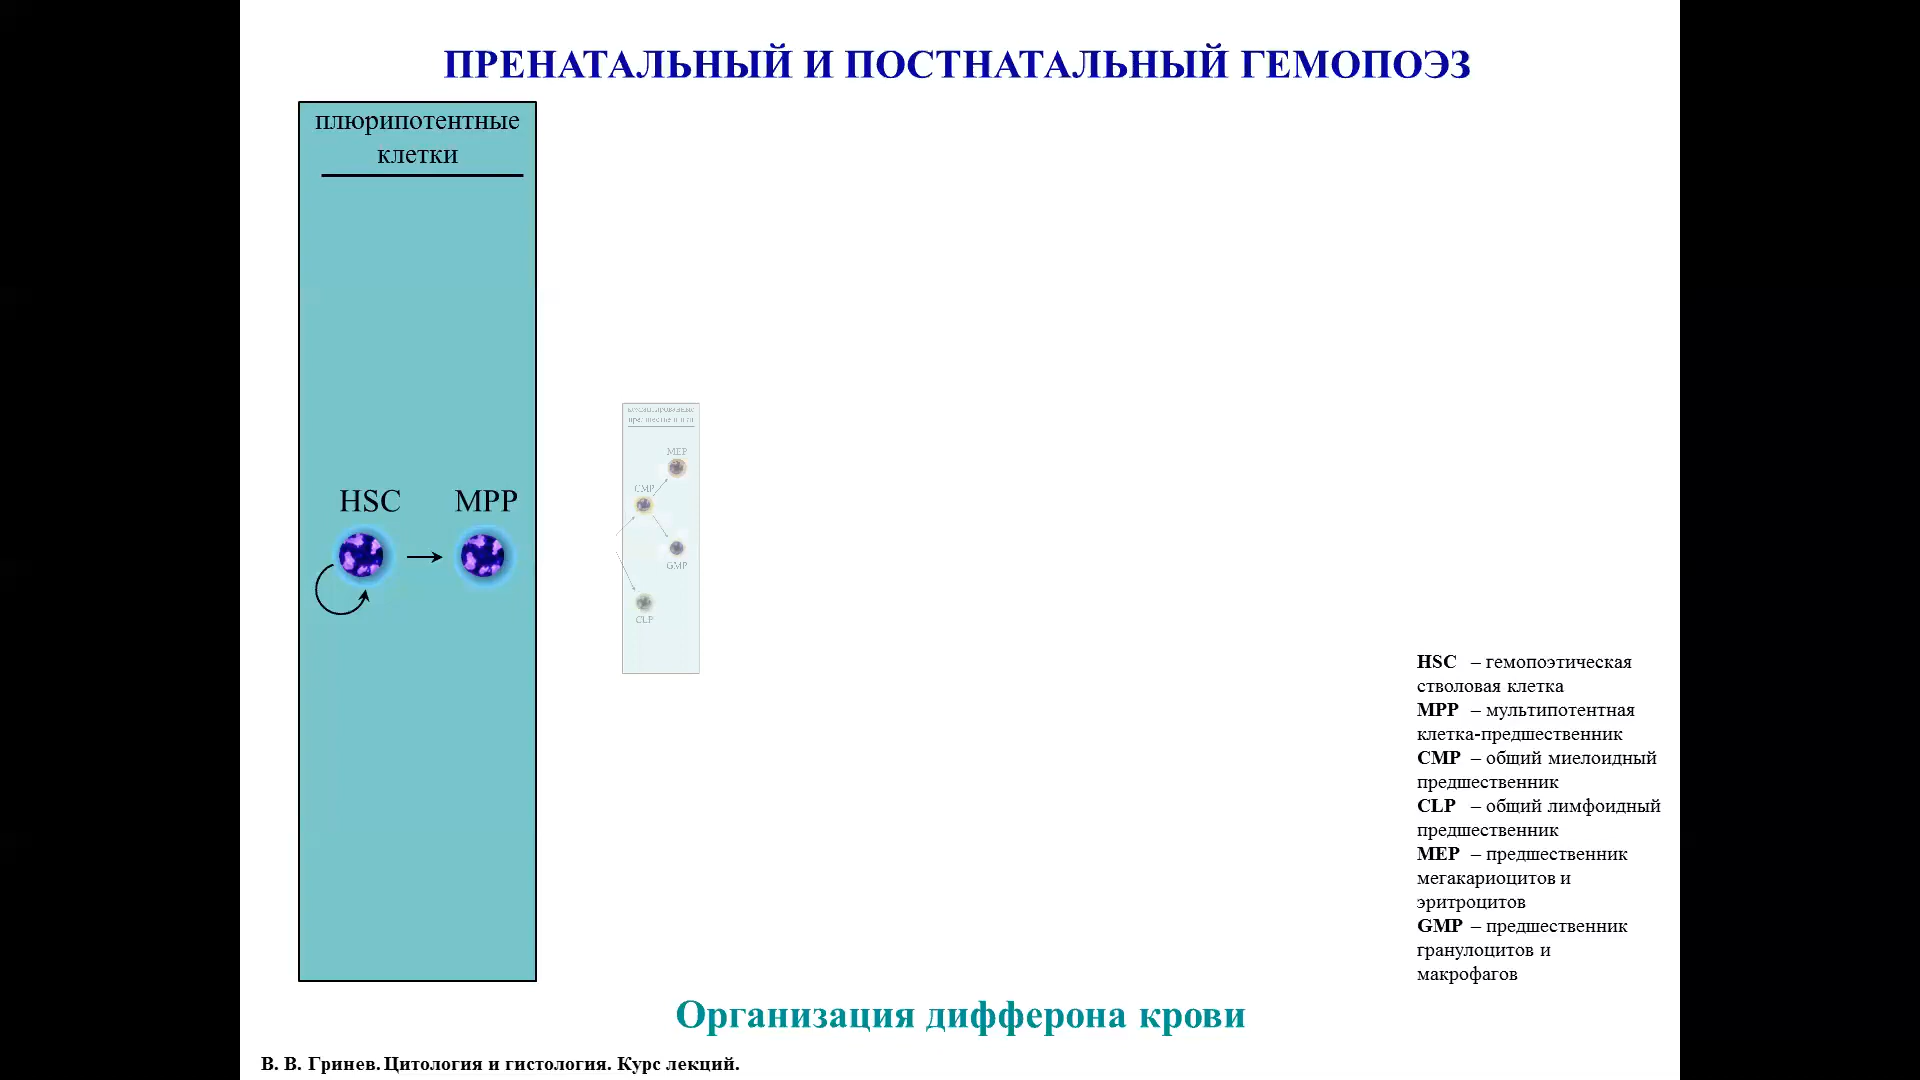 ПРЕНАТАЛЬНЫЙ И ПОСТНАТАЛЬНЫЙ ГЕМОПОЭЗ
плюрипотентные
клетки
HSC MPP
MEP
CMP
GMP
CLP
HSC – гемопоэтическая
стволовая клетка
MPP – мультипотентная
клетка-предшественник
CMP – общий миелоидный
предшественник
CLP – общий лимфоидный
предшественник
MEP – предшественник
мегакариоцитов и
эритроцитов
GMP – предшественник
гранулоцитов и
макрофагов
Организация дифферона крови
В. В. Гринев. Цитология и гистология. Курс лекций.